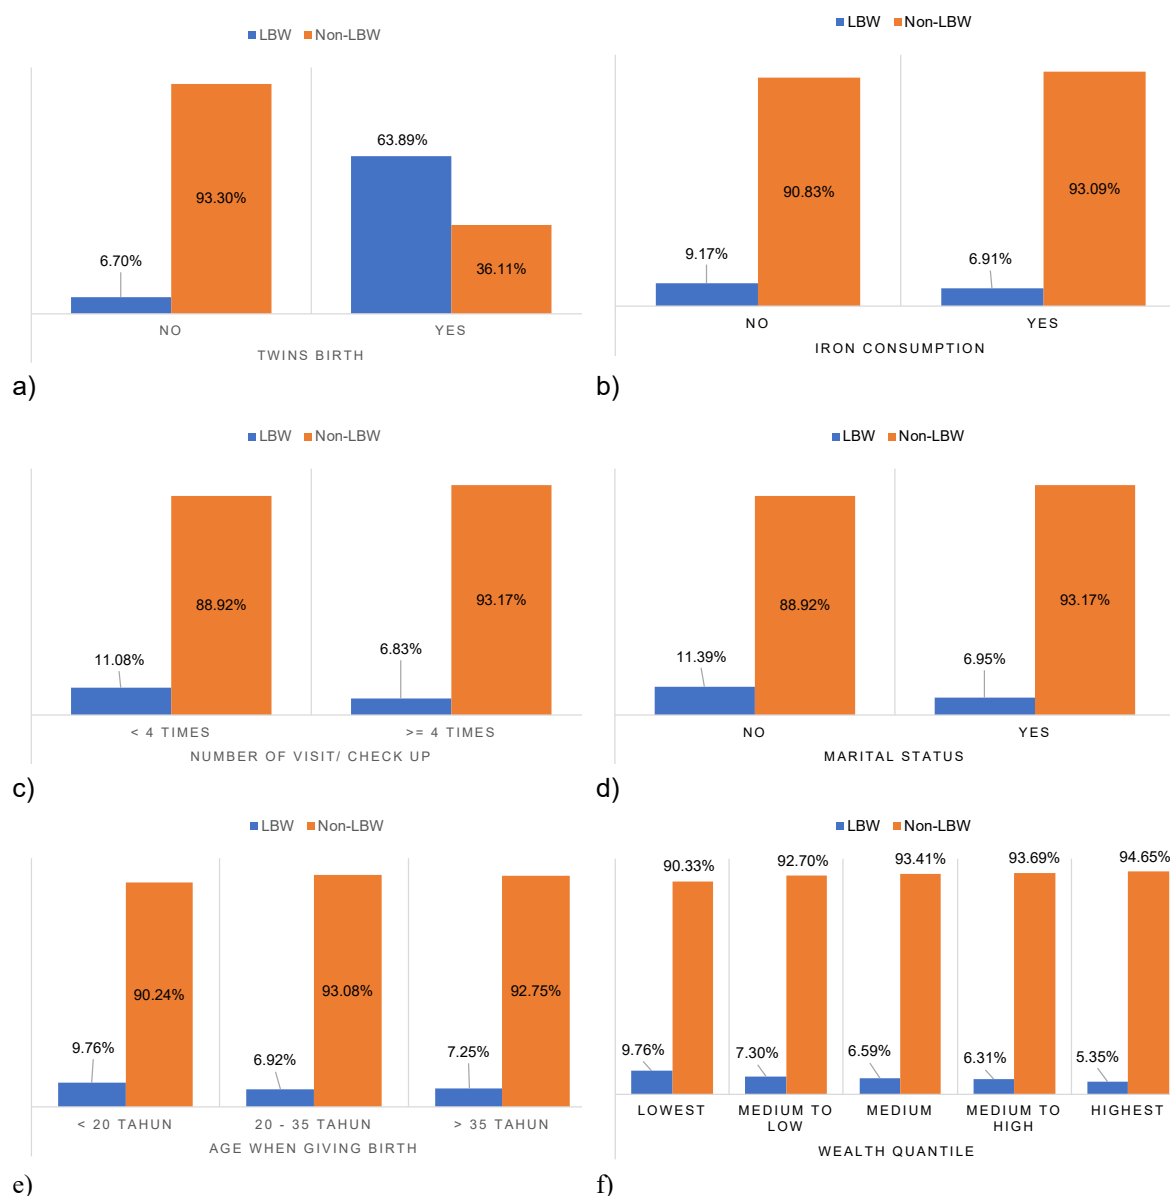 LBW Non-LBW
63.89%
93.30%
6.70%
36.11%
NO YES
TWINS BIRTH
a)
LBW Non-LBW
90.83%
93.09%
9.17%
6.91%
NO YES
IRON CONSUMPTION
b)
LBW Non-LBW
88.92%
93.17%
11.08%
6.83%
< 4 TIMES >= 4 TIMES
NUMBER OF VISIT/ CHECK UP
c)
LBW Non-LBW
88.92%
93.17%
11.39%
6.95%
NO YES
MARITAL STATUS
d)
LBW Non-LBW
90.24%
93.08%
92.75%
9.76%
6.92%
7.25%
< 20 TAHUN 20 - 35 TAHUN > 35 TAHUN
AGE WHEN GIVING BIRTH
e)
LBW Non-LBW
90.33% 92.70% 93.41% 93.69% 94.65%
9.76% 7.30% 6.59% 6.31% 5.35%
LOWEST MEDIUM TO MEDIUM MEDIUM TO HIGHEST
LOW HIGH
WEALTH QUANTILE
f)